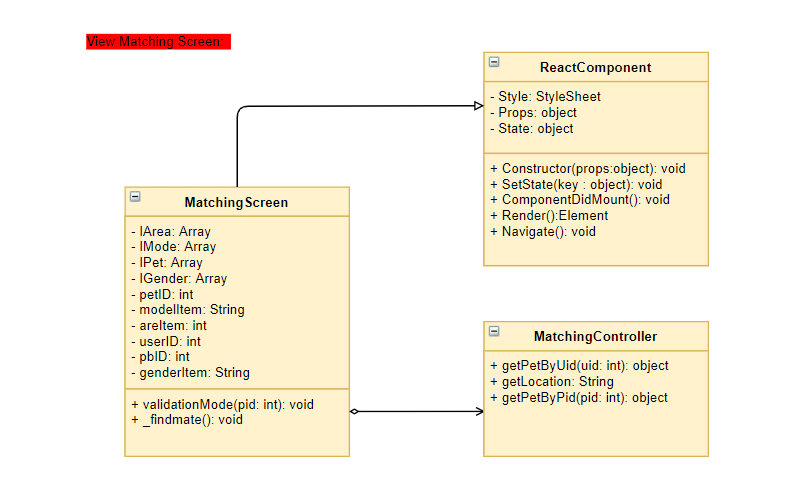 View Matching Screen:
ReactComponent
- Style: StyleSheet
- Props: object
- State: object
+ Constructor(props:object): void
+ SetState(key : object): void
+ ComponentDidMount(): void
+ Render():Element
+ Navigate(): void
MatchingScreen
- lArea: Array
- lMode: Array
- lPet: Array
- lGender: Array
- petID: int
- modelItem: String
- areItem: int
- userID: int
- pbID: int
- genderItem: String
+ validationMode(pid: int): void
+ _findmate(): void
MatchingController
+ getPetByUid(uid: int): object
+ getLocation: String
+ getPetByPid(pid: int): object